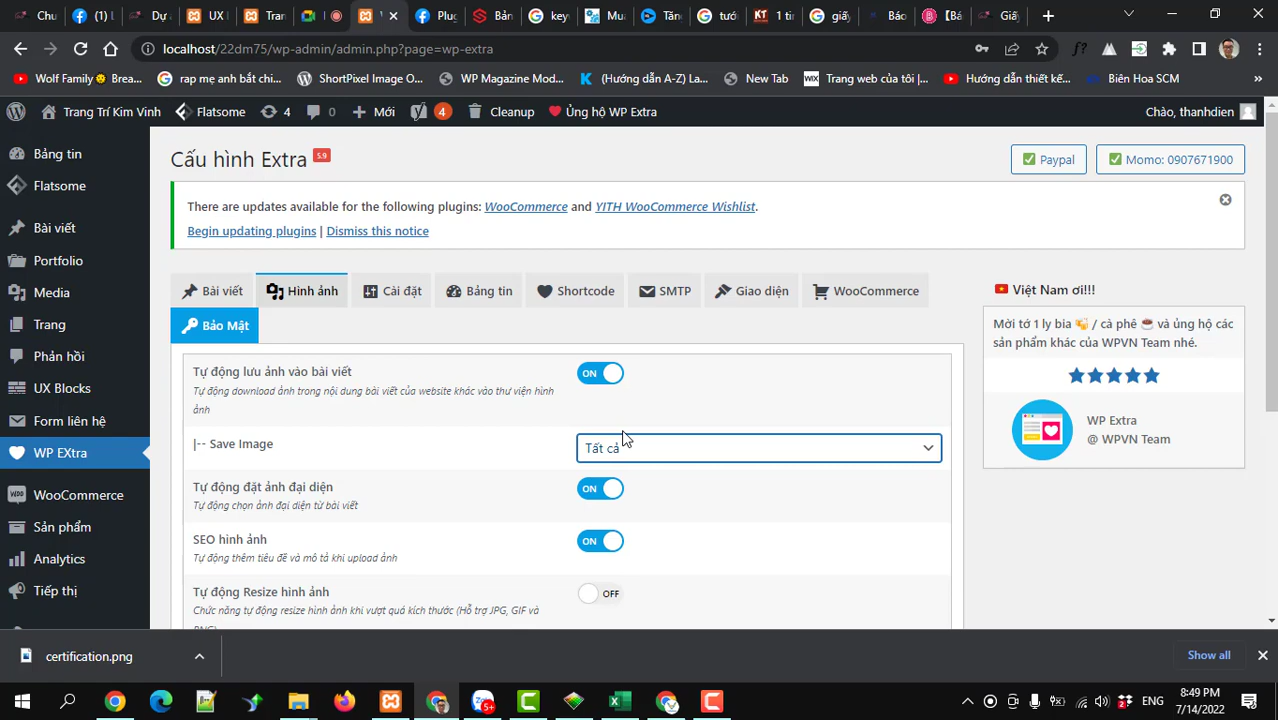 Chu
(1) l
Dự a
UX l
Tran
V
Plug
Bản
key
Mu
Tăn
tướ
1 tir
giấy
Báo
[Bá
Giấy
localhost/22dm75/wp-admin/admin.php?page=wp-extra
Wolf Family Brea...
rap mẹ anh bắt chi...
ShortPixel Image O...
WP Magazine Mod...
(Hướng dẫn A-Z) La...
New Tab
WIX Trang web của tôi |...
Hướng dẫn thiết kế...
Biên Hoa SCM
»
Trang Trí Kim Vinh
Flatsome
4
0
Mới
4
Cleanup
Ủng hộ WP Extra
Chào, thanhdien
Bảng tin
Flatsome
Bài viết
Portfolio
Media
Trang
Phản hồi
UX Blocks
Form liên hệ
WP EXtra
WooCommerce
Sản phẩm
Analytics
Tiếp thị
Cấu hình Extra 5.9
Paypal
Momo: 0907671900
There are updates available for the following plugins: WooCommerce and YITH WooCommerce Wishlist.
Begin updating plugins | Dismiss this notice
Bài viết
Hình ảnh
Cài đặt
Bảng tin
Shortcode
SMTP
Giao diện
WooCommerce
Bảo Mật
Tự động lưu ảnh vào bài viết
Tự động download ảnh trong nội dung bài viết của website khác vào thư viện hình
ảnh
ON
|-- Save Image
Tất cả
Tự động đặt ảnh đại diện
Tự động chọn ảnh đại diện từ bài viết
ON
SEO hình ảnh
Tự động thêm tiêu đề và mô tả khi upload ảnh
ON
Tự động Resize hình ảnh
Chức năng tự động resize hình ảnh khi vượt quá kích thước (Hỗ trợ JPG, GIF và
PNG)
OFF
Việt Nam ơi!!!
Mời tớ 1 ly bia / cà phê và ủng hộ các
sản phẩm khác của WPVN Team nhé.
WP Extra
@ WPVN Team
certification.png
Show all
5+
2
ENG
8:49 PM
7/14/2022